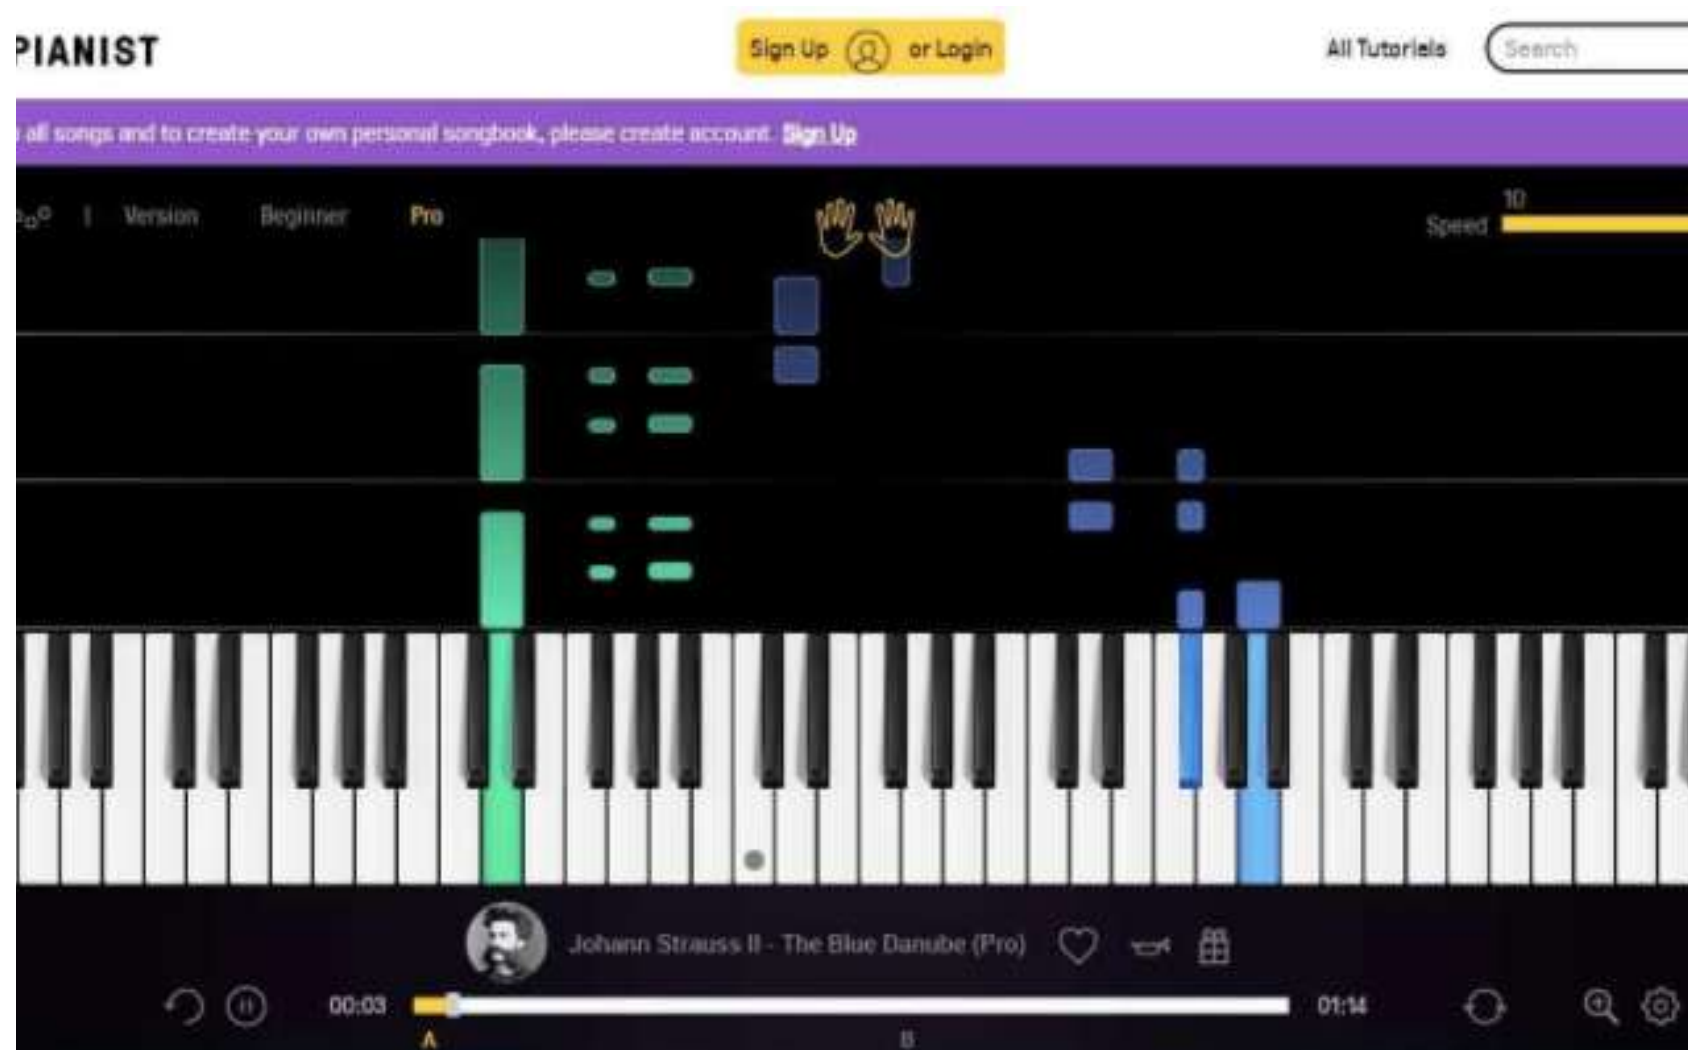 PIANIST
Sign Up or Login
All Tutorials
Search
all songs and to create your own personal songbook, please create account. Sign Up
| Version Beginner Pro
10
Speed
Johann Strauss II - The Blue Danube (Pro)
00:03
01:14
A
B